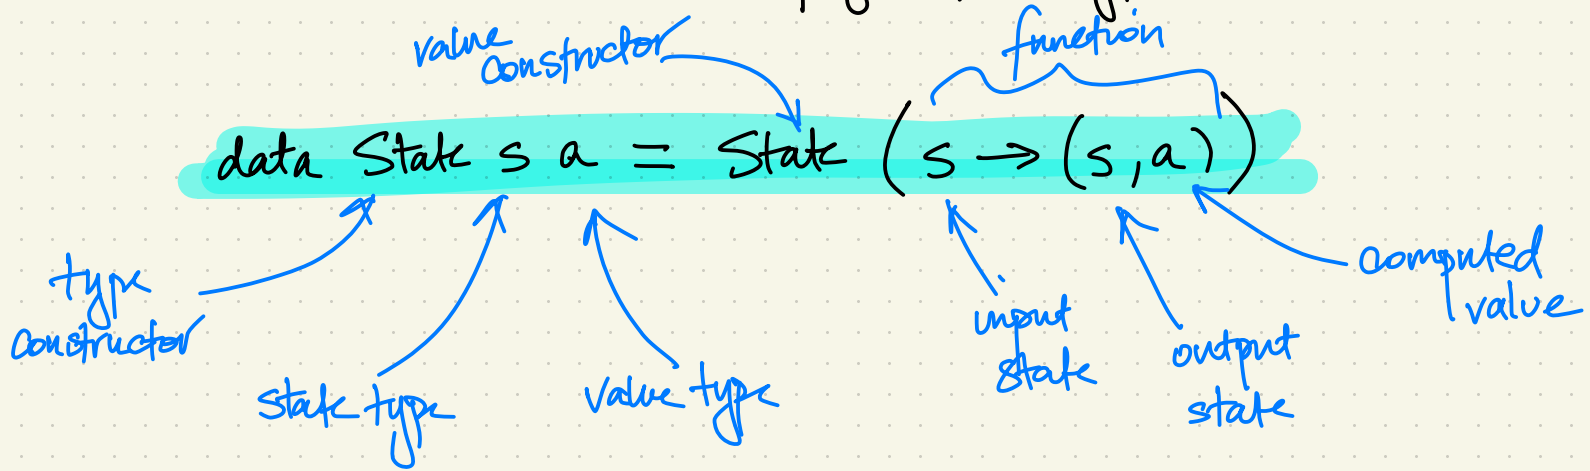 value
constructor
function
data State s a = State (s → (s, a))
type
constructor
state type
value type
input
state
output
state
computed
value